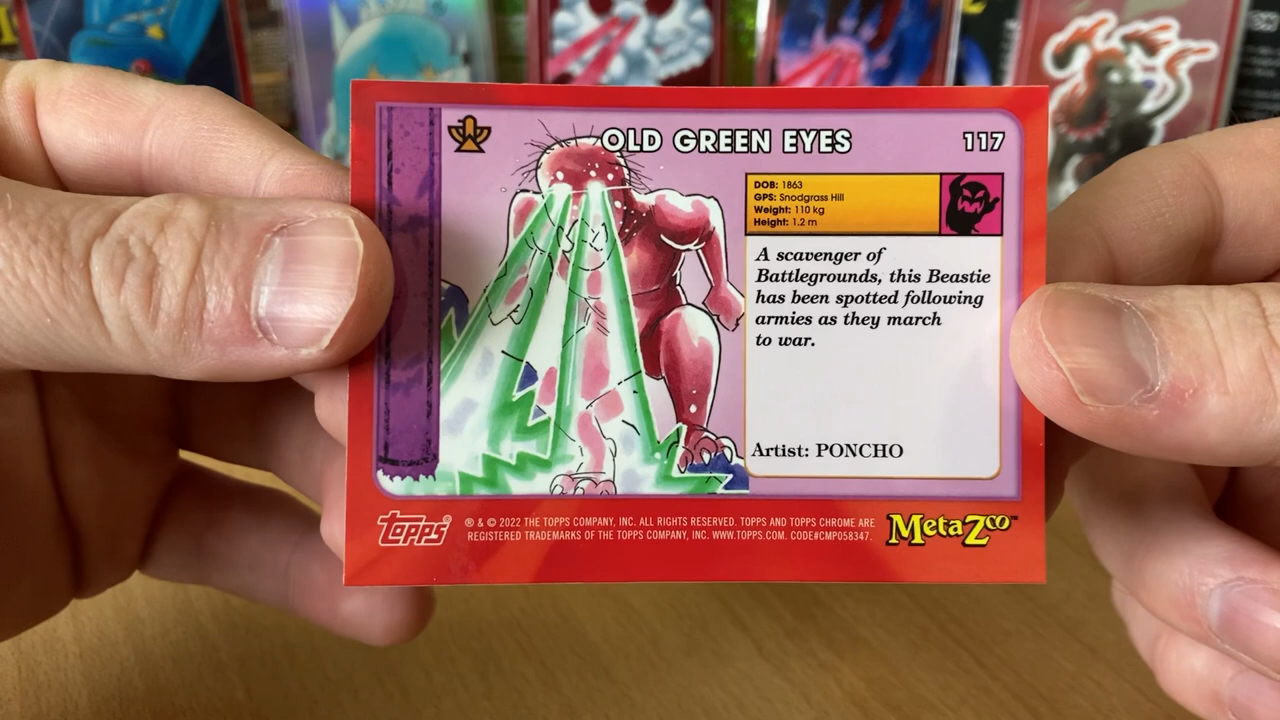 OLD GREEN EYES
117
DOB: 1863
GPS: Snodgrass Hill
Weight: 110 kg
Height: 1.2 m
A scavenger of
Battlegrounds, this Beastie
has been spotted following
armies as they march
to war.
Artist: PONCHO
topps®
® & © 2022 THE TOPPS COMPANY, INC. ALL RIGHTS RESERVED. TOPPS AND TOPPS CHROME ARE
REGISTERED TRADEMARKS OF THE TOPPS COMPANY, INC. WWW.TOPPS.COM. CODE#CMP058347.
MetaZoo™